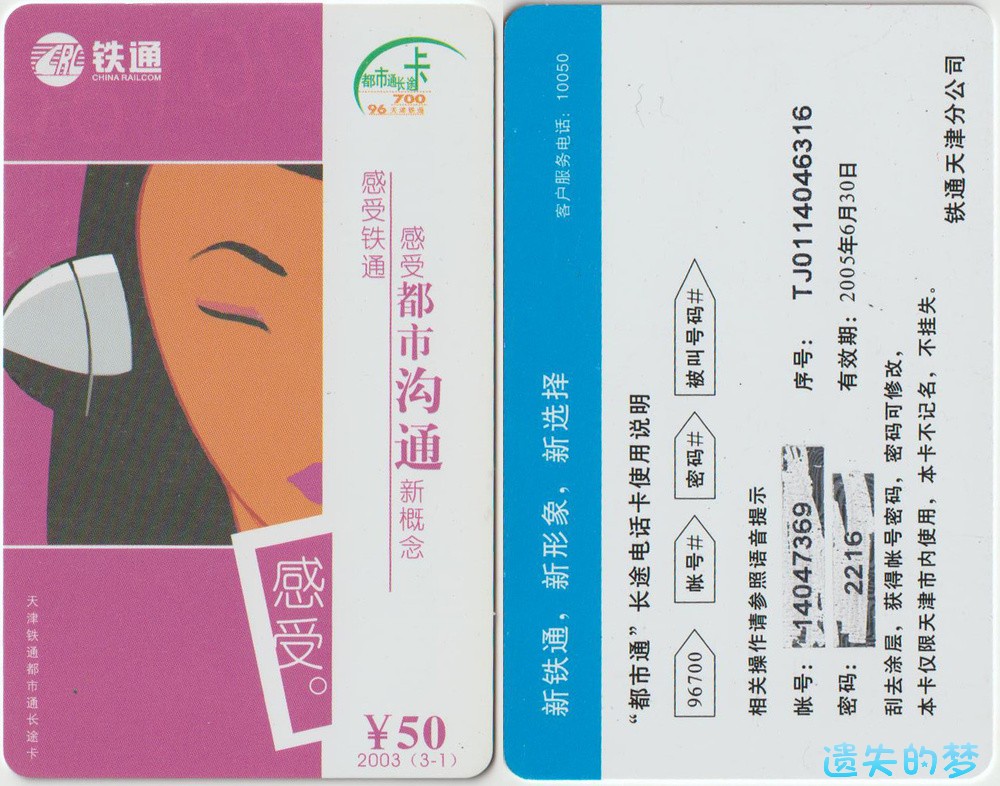 CRC 铁通
CHINA RAILCOM
都市通长途卡
96700 天津铁通
感受铁通
感受都市沟通新概念
感受。
天津铁通都市通长途卡
￥50
2003（3-1）
新铁通，新形象，新选择
客户服务电话：10050
“都市通”长途电话卡使用说明
96700 帐号# 密码# 被叫号码#
相关操作请参照语音提示
帐号：14047369 序号：TJ0114046316
密码：2216 有效期：2005年6月30日
刮去涂层，获得帐号密码，密码可修改，
本卡仅限天津市内使用，本卡不记名，不挂失。
铁通天津分公司
遗失的梦